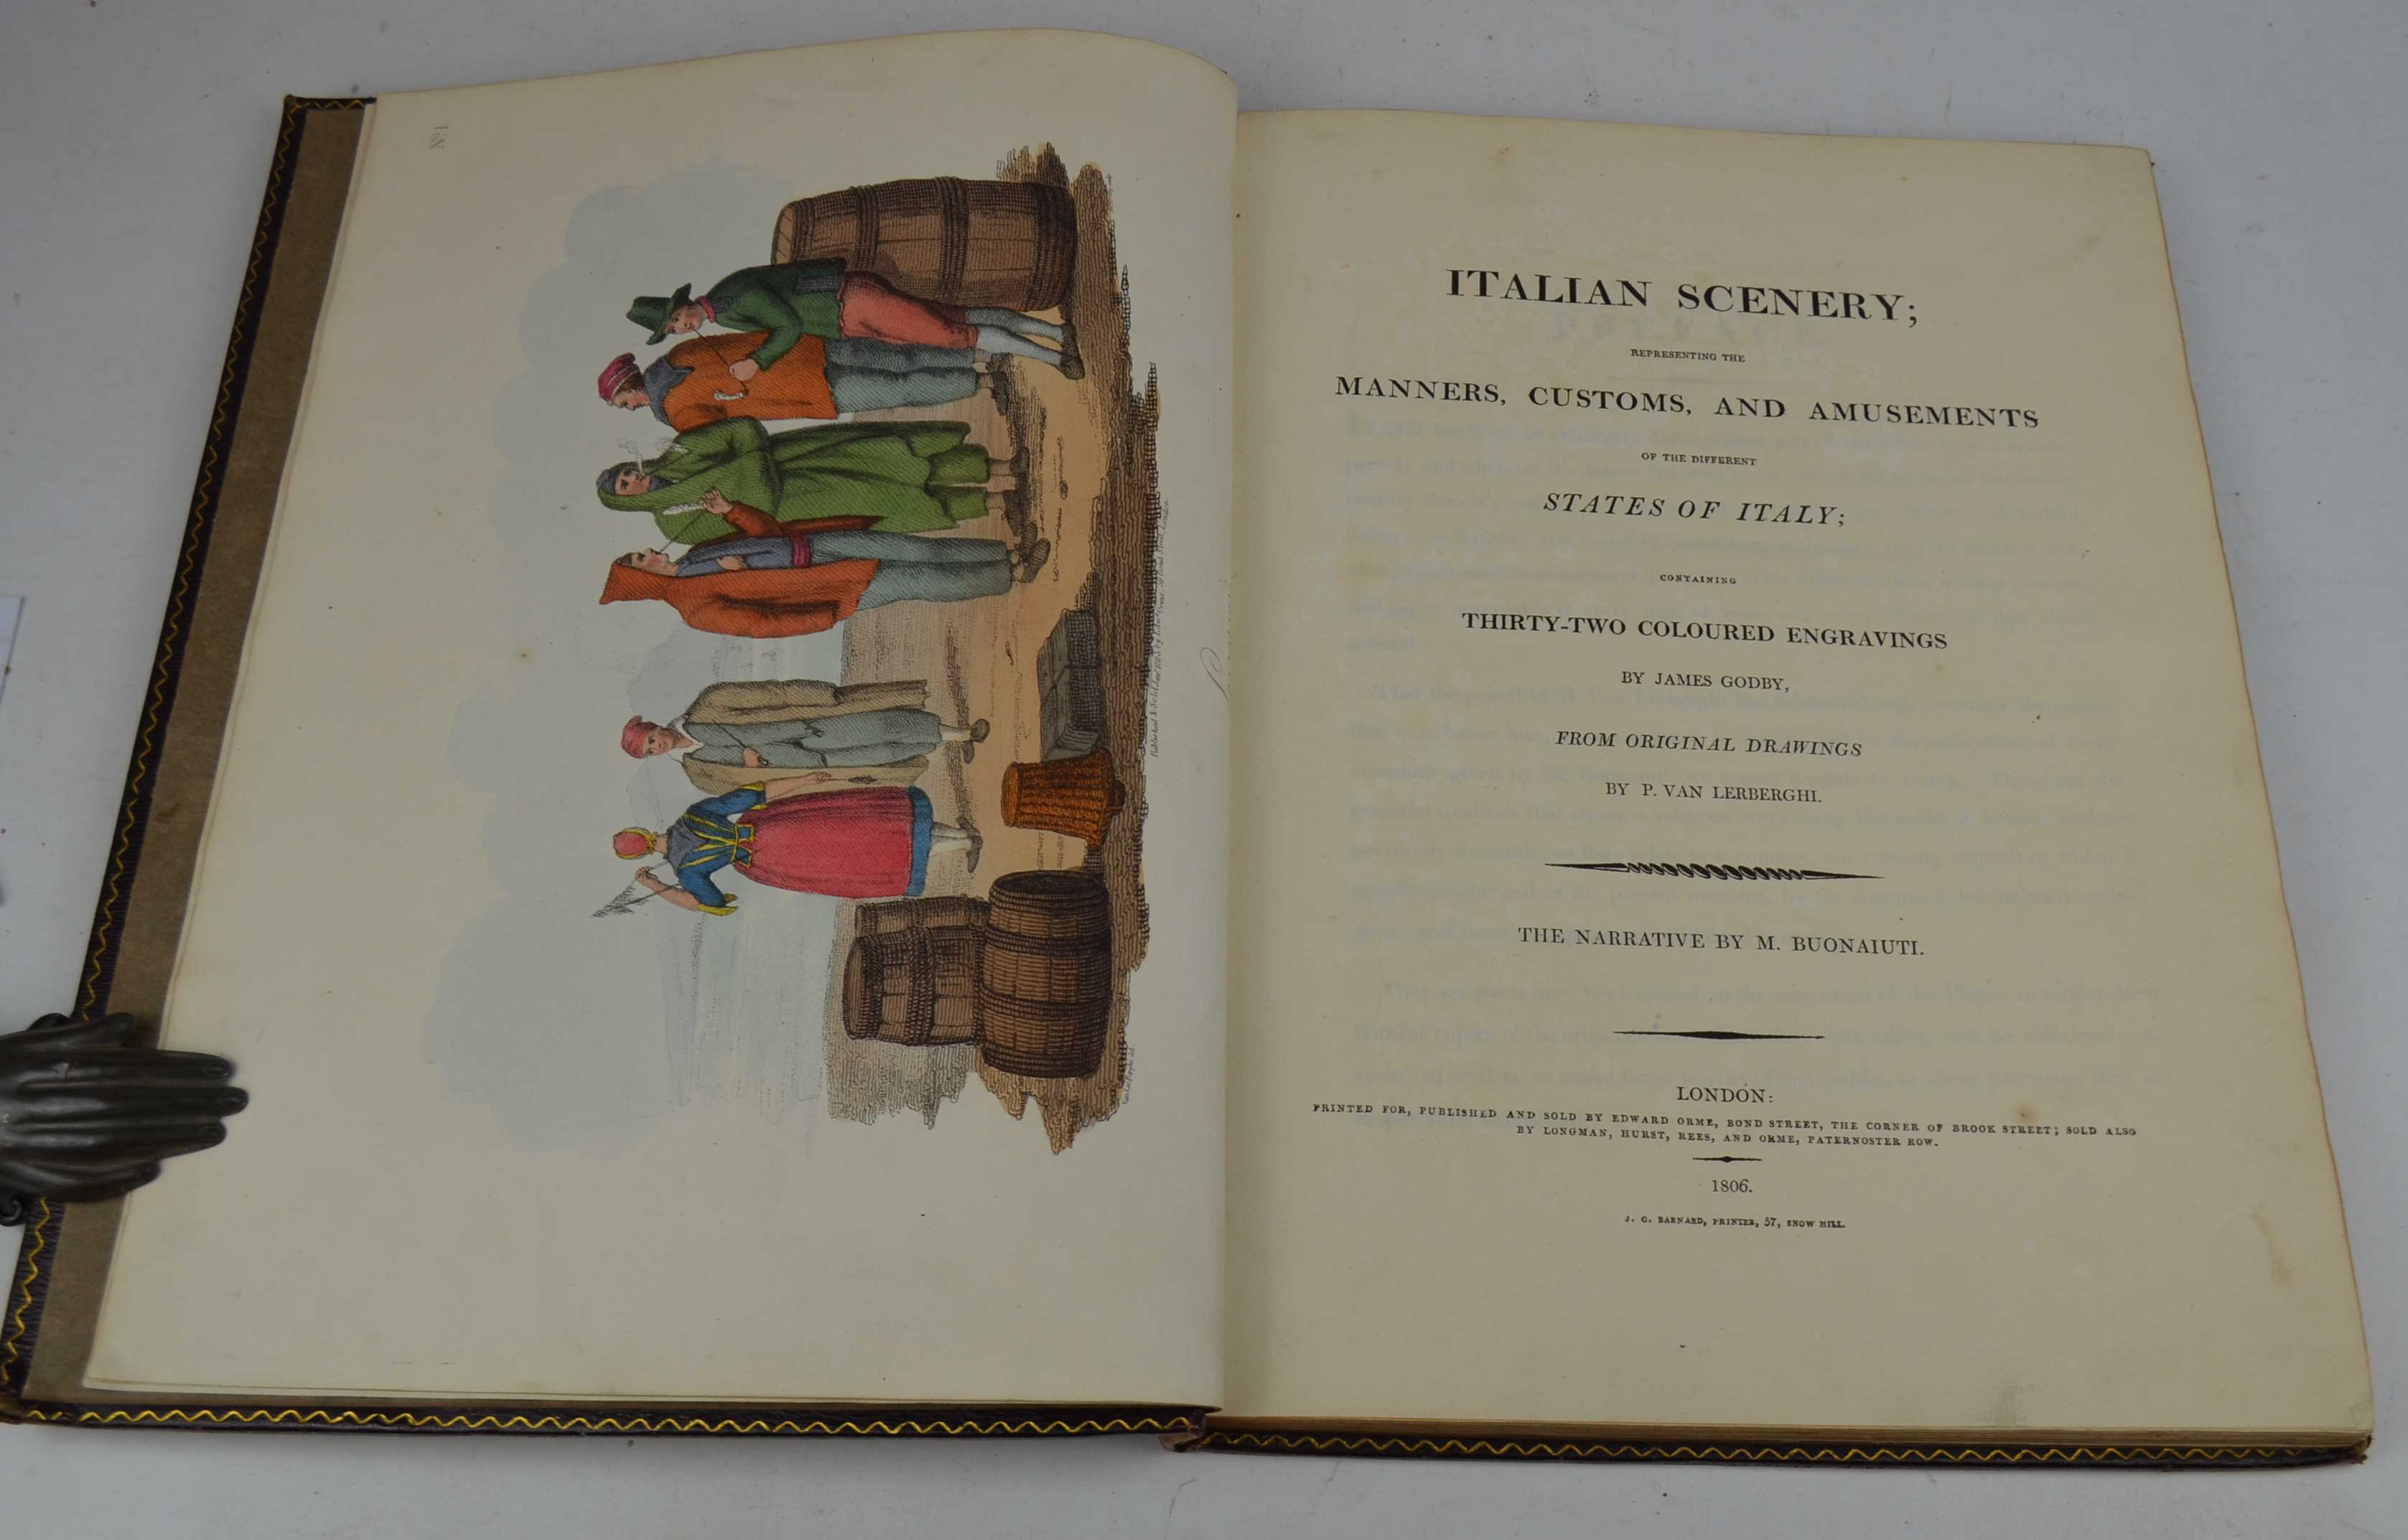 ITALIAN SCENERY;
REPRESENTING THE
MANNERS, CUSTOMS, AND AMUSEMENTS
OF THE DIFFERENT
STATES OF ITALY;
CONTAINING
THIRTY-TWO COLOURED ENGRAVINGS
BY JAMES GODBY,
FROM ORIGINAL DRAWINGS
BY P. VAN LERBERGHI.
THE NARRATIVE BY M. BUONAIUTI.
LONDON:
PRINTED FOR, PUBLISHED AND SOLD BY EDWARD ORME, BOND STREET, THE CORNER OF BROOK STREET; SOLD ALSO
BY LONGMAN, HURST, REES, AND ORME, PATERNOSTER ROW.
1806.
J. G. BARNARD, PRINTER, 57, SNOW HILL.